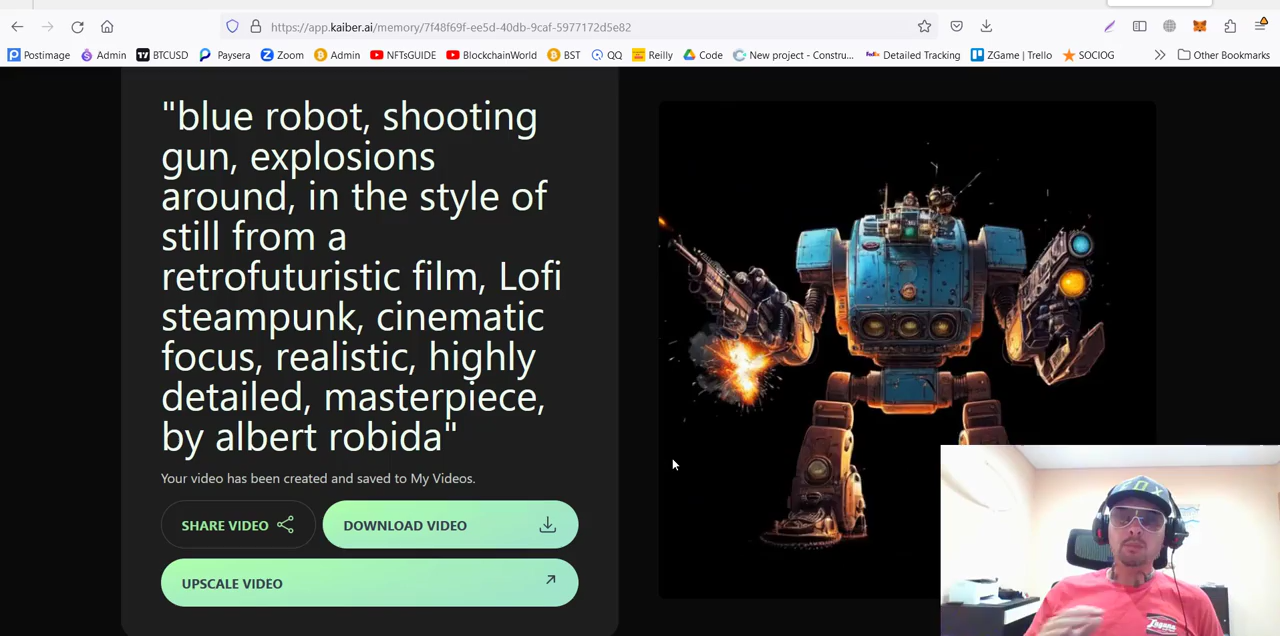 https://app.kaiber.ai/memory/7f48f69f-ee5d-40db-9caf-5977172d5e82
Postimage Admin BTCUSD Paysera Zoom Admin NFTsGUIDE BlockchainWorld BST QQ Reilly Code New project - Constru... Detailed Tracking ZGame | Trello SOCIOG Other Bookmarks
"blue robot, shooting
gun, explosions
around, in the style of
still from a
retrofuturistic film, Lofi
steampunk, cinematic
focus, realistic, highly
detailed, masterpiece,
by albert robida"
Your video has been created and saved to My Videos.
SHARE VIDEO DOWNLOAD VIDEO
UPSCALE VIDEO
FOX